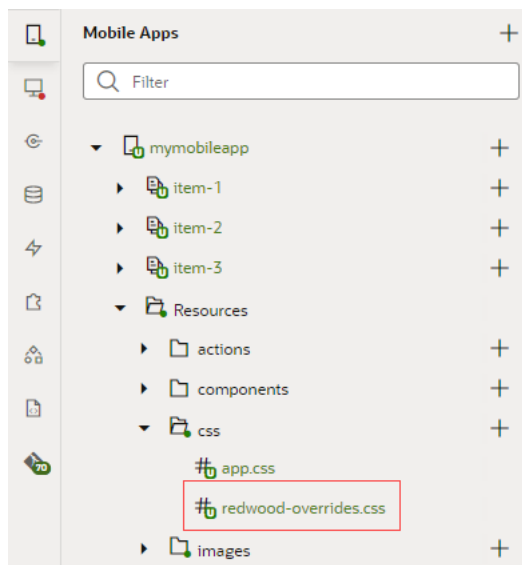 Mobile Apps
Filter
mymobileapp
item-1
item-2
item-3
Resources
actions
components
css
app.css
redwood-overrides.css
70
images